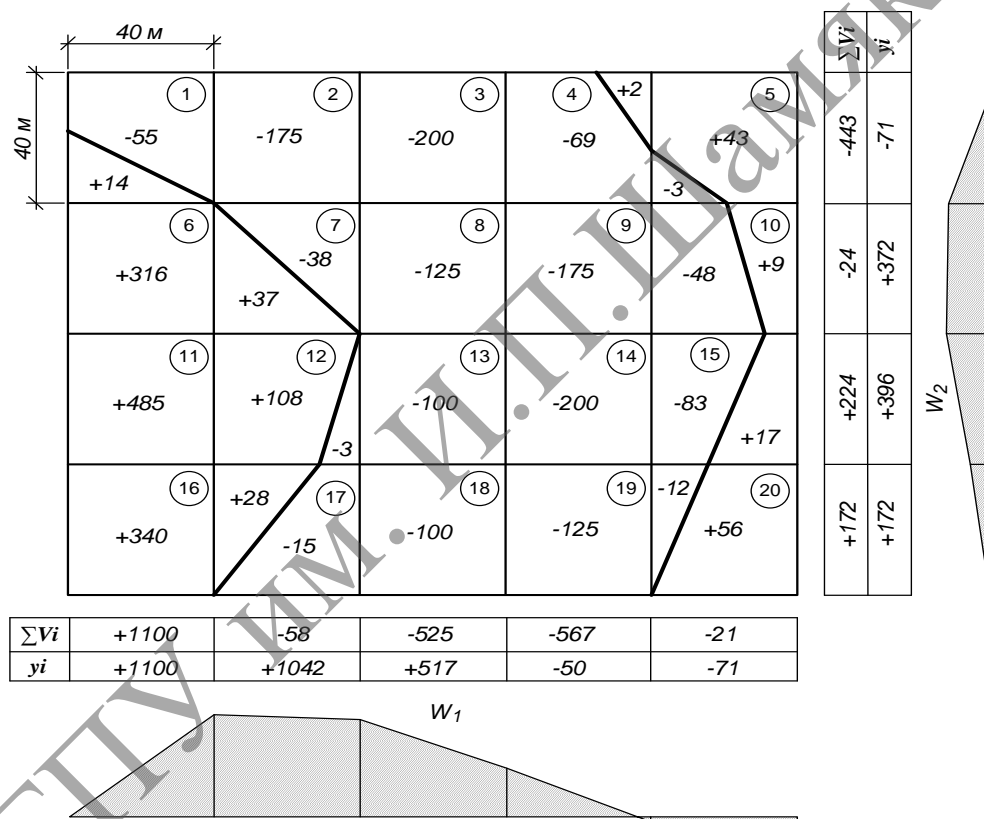 40 м
40 м
1 2 3 4 5
-55 -175 -200 -69 +2 +43
+14 -3
6 7 8 9 10
+316 +37 -38 -125 -175 -48 +9
11 12 13 14 15
+485 +108 -3 -100 -200 -83 +17
16 17 18 19 20
+340 +28 -15 -100 -125 -12 +56
∑Vi -443 -24 +224 +172
yi -71 +372 +396 +172
W2
∑Vi +1100 -58 -525 -567 -21
yi +1100 +1042 +517 -50 -71
W1
ГПУ им. И.П.Шамяк